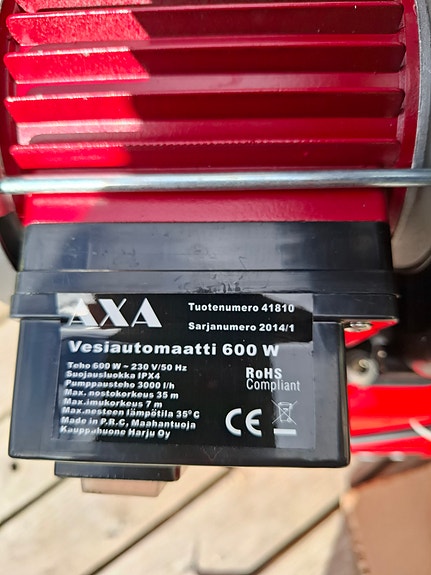 AXA
Tuotenumero 41810
Sarjanumero 2014/1
Vesiautomaatti 600 W
Teho 600 W ~ 230 V/50 Hz
Suojausluokka IPX4
Pumppausteho 3000 l/h
Max. nostokorkeus 35 m
Max.imukorkeus 7 m
Max.nesteen lämpötila 35°C
Made in P.R.C, Maahantuoja
Kauppahuone Harju Oy
RoHS
Compliant
CE